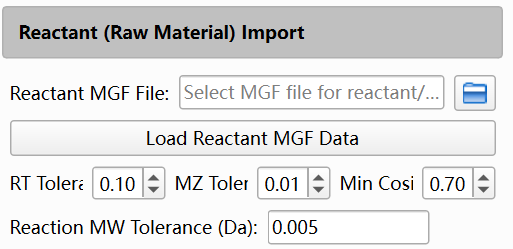 Reactant (Raw Material) Import
Reactant MGF File: Select MGF file for reactant/...
Load Reactant MGF Data
RT Tolera 0.10 MZ Toler 0.01 Min Cosi 0.70
Reaction MW Tolerance (Da): 0.005